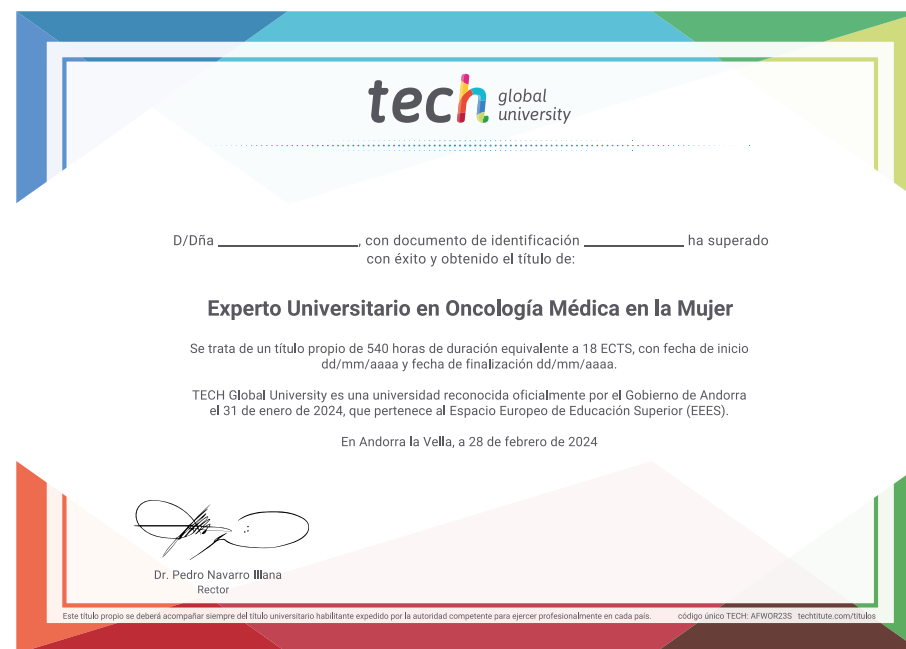 tech global university
D/Dña ____________, con documento de identificación ____________ ha superado
con éxito y obtenido el título de:
Experto Universitario en Oncología Médica en la Mujer
Se trata de un título propio de 540 horas de duración equivalente a 18 ECTS, con fecha de inicio
dd/mm/aaaa y fecha de finalización dd/mm/aaaa.
TECH Global University es una universidad reconocida oficialmente por el Gobierno de Andorra
el 31 de enero de 2024, que pertenece al Espacio Europeo de Educación Superior (EEES).
En Andorra la Vella, a 28 de febrero de 2024
Dr. Pedro Navarro Illana
Rector
Este título propio se deberá acompañar siempre del título universitario habilitante expedido por la autoridad competente para ejercer profesionalmente en cada país. código único TECH: AFWOR23S techtitute.com/titulos